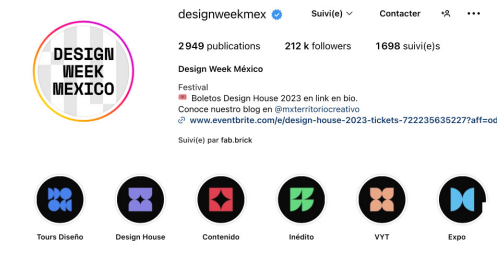 designweekmex Suivi(e) Contacter
2 949 publications 212 k followers 1 698 suivi(e)s
DESIGN
WEEK
MEXICO
Design Week México
Festival
Boletos Design House 2023 en link en bio.
Conoce nuestro blog en @mxterritoriocreativo
www.eventbrite.com/e/design-house-2023-tickets-722235635227?aff=od
Suivi(e) par fab.brick
Tours Diseño Design House Contenido Inédito VYT Expo